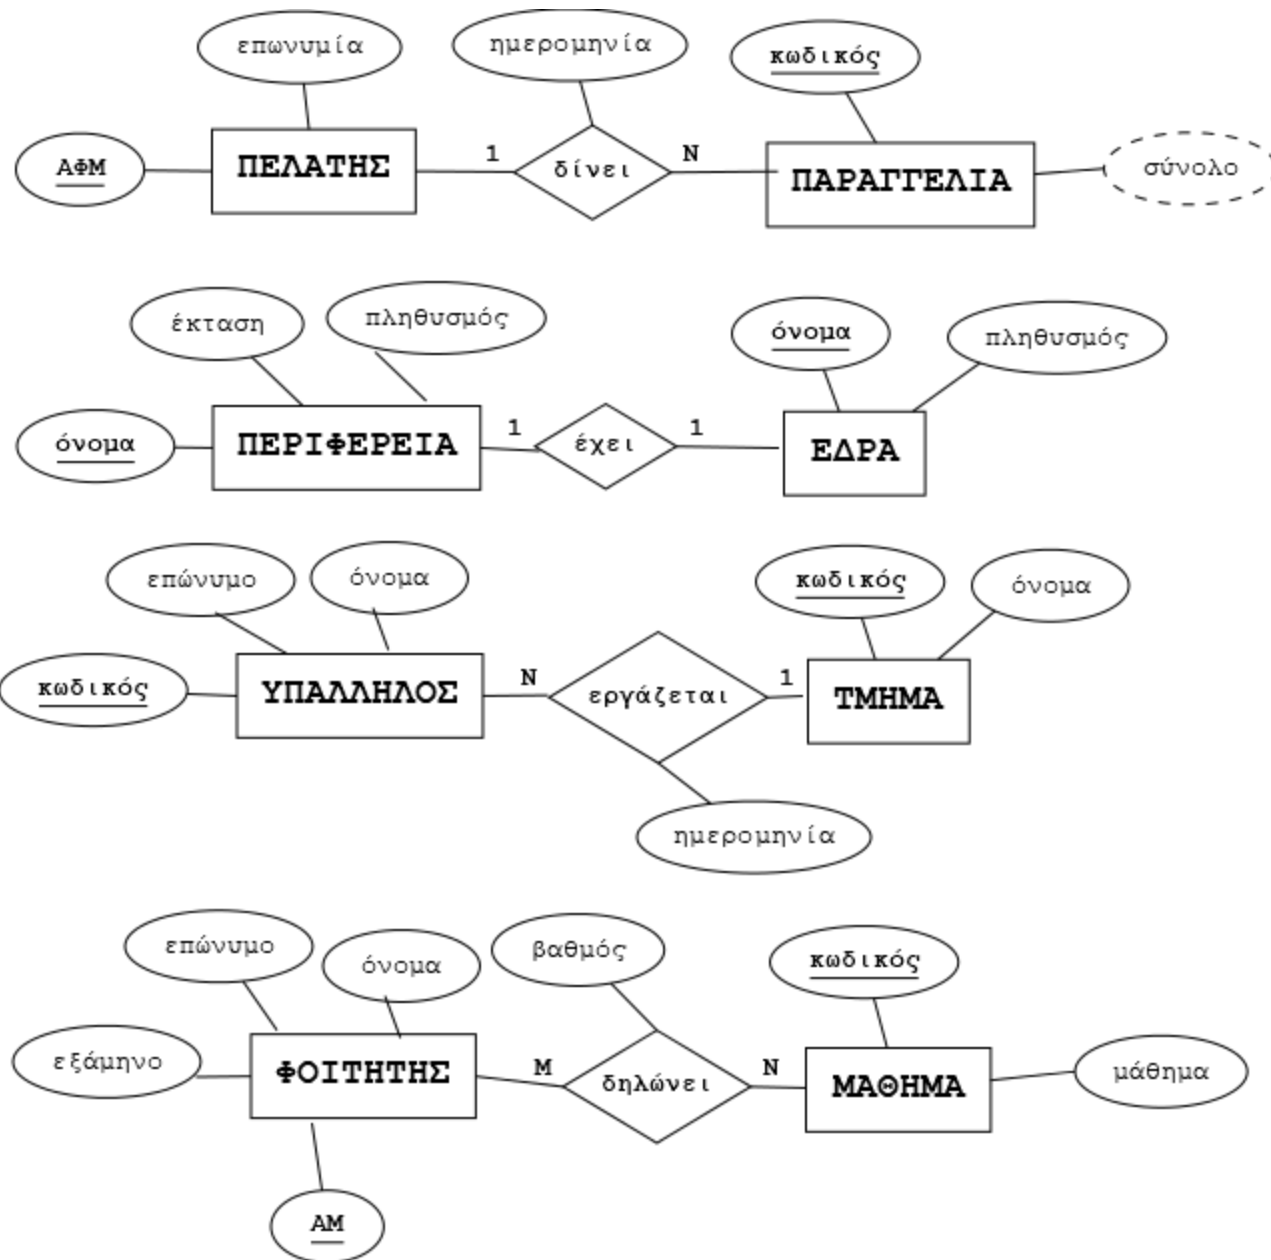 επωνυμία
ημερομηνία
κωδικός
ΑΦΜ
ΠΕΛΑΤΗΣ
1
δίνει
N
ΠΑΡΑΓΓΕΛΙΑ
σύνολο
έκταση
πληθυσμός
όνομα
πληθυσμός
όνομα
ΠΕΡΙΦΕΡΕΙΑ
1
έχει
1
ΕΔΡΑ
επώνυμο
όνομα
κωδικός
όνομα
κωδικός
ΥΠΑΛΛΗΛΟΣ
N
εργάζεται
1
ΤΜΗΜΑ
ημερομηνία
επώνυμο
όνομα
βαθμός
κωδικός
εξάμηνο
ΦΟΙΤΗΤΗΣ
M
δηλώνει
N
ΜΑΘΗΜΑ
μάθημα
ΑΜ